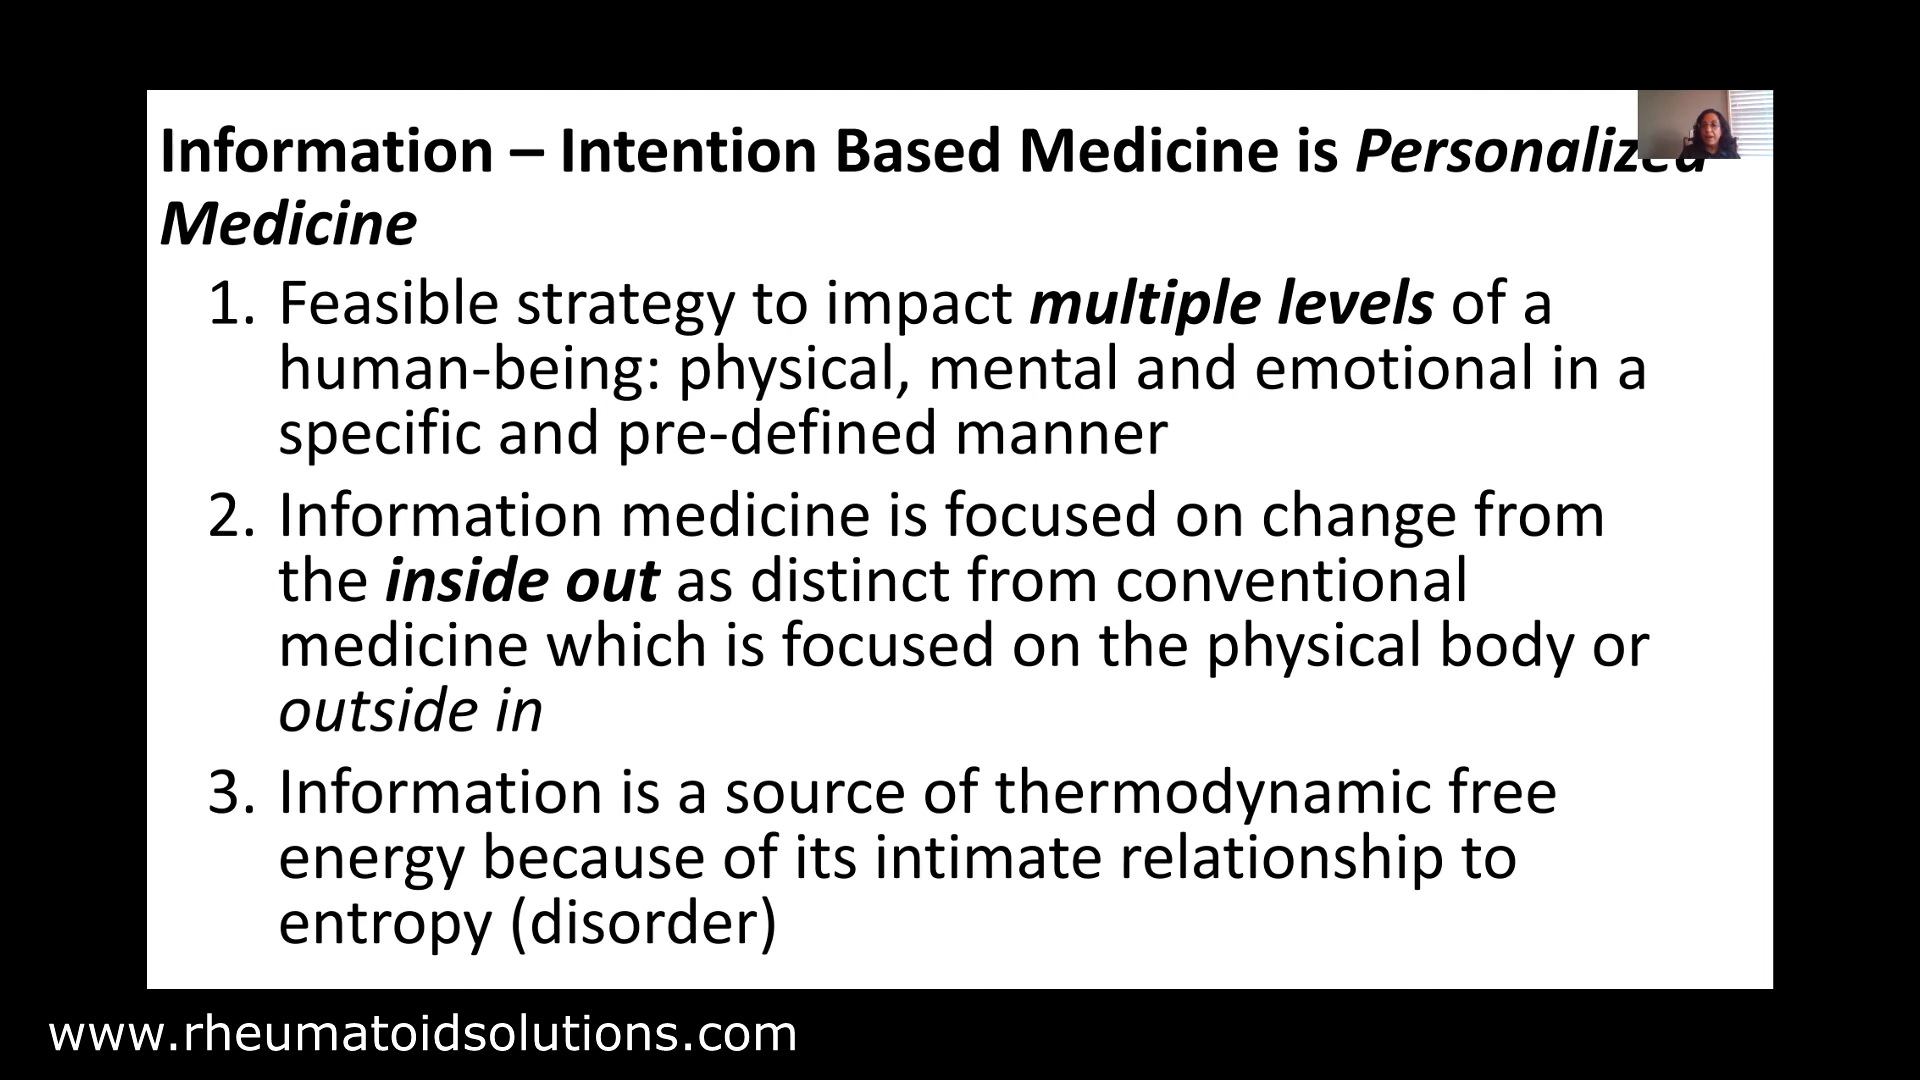 Information – Intention Based Medicine is Personalized
Medicine
1. Feasible strategy to impact multiple levels of a
human-being: physical, mental and emotional in a
specific and pre-defined manner
2. Information medicine is focused on change from
the inside out as distinct from conventional
medicine which is focused on the physical body or
outside in
3. Information is a source of thermodynamic free
energy because of its intimate relationship to
entropy (disorder)
www.rheumatoidsolutions.com